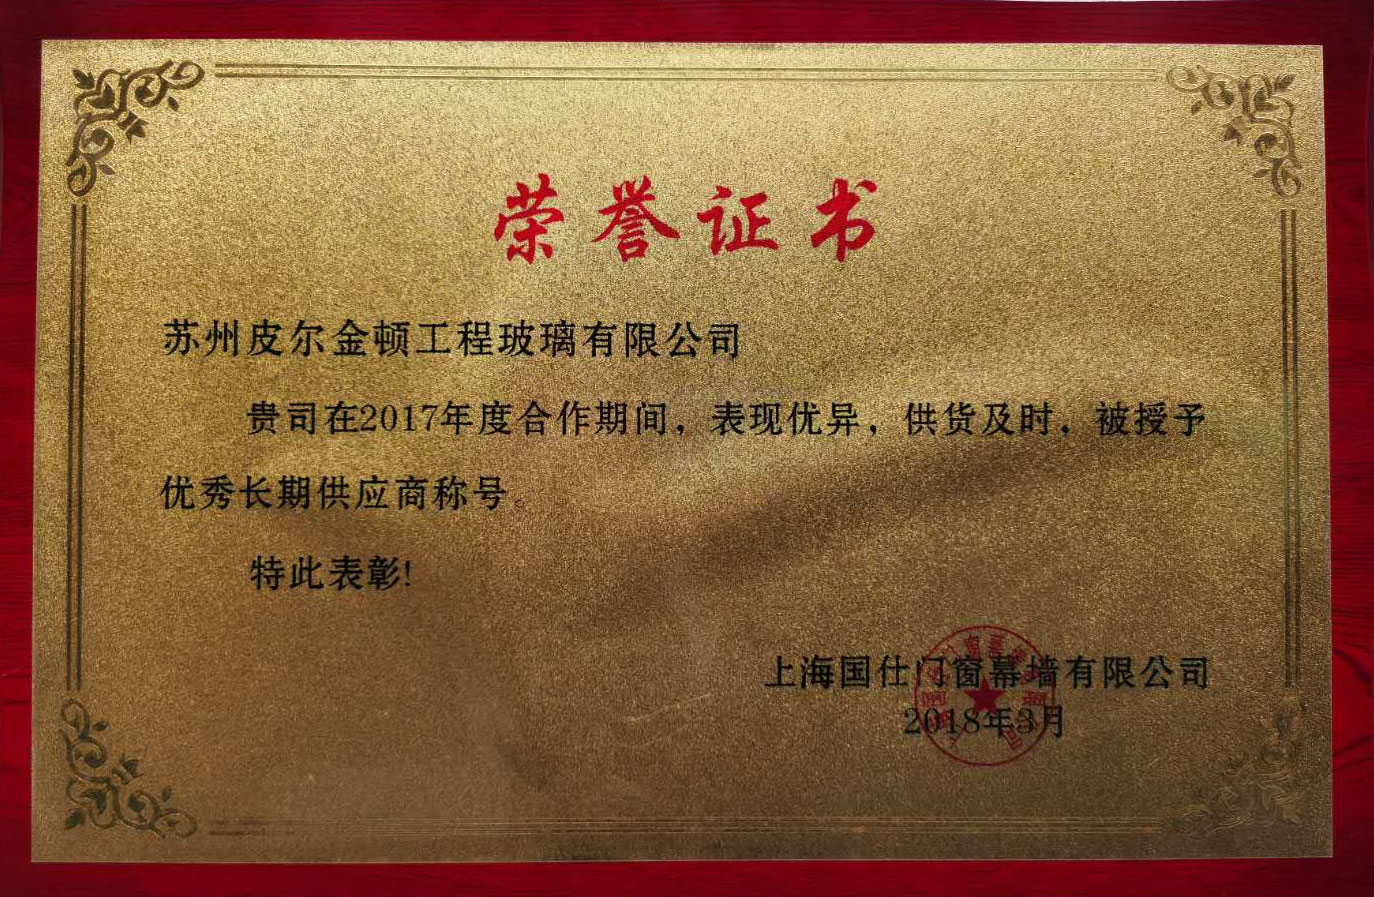 荣誉证书
苏州皮尔金顿工程玻璃有限公司
贵司在2017年度合作期间，表现优异，供货及时，被授予
优秀长期供应商称号。
特此表彰!
上海国仕门窗幕墙有限公司
2018年3月